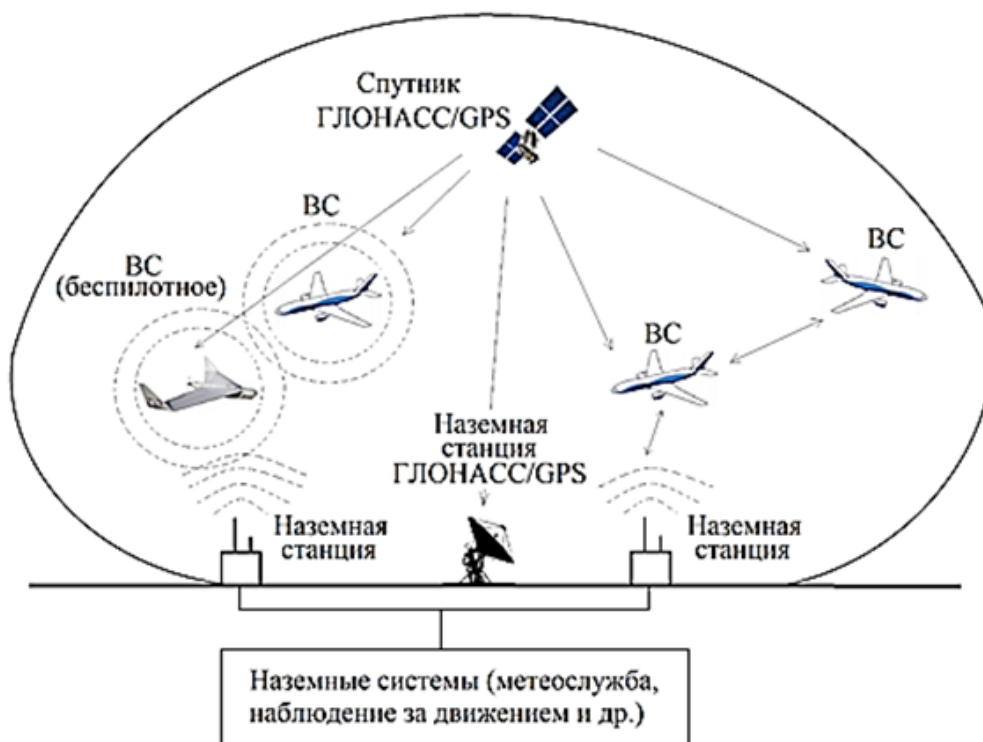 Спутник
ГЛОНАСС/GPS
ВС
ВС
(беспилотное)
ВС
ВС
Наземная
станция
ГЛОНАСС/GPS
Наземная
станция
Наземная
станция
Наземные системы (метеослужба,
наблюдение за движением и др.)